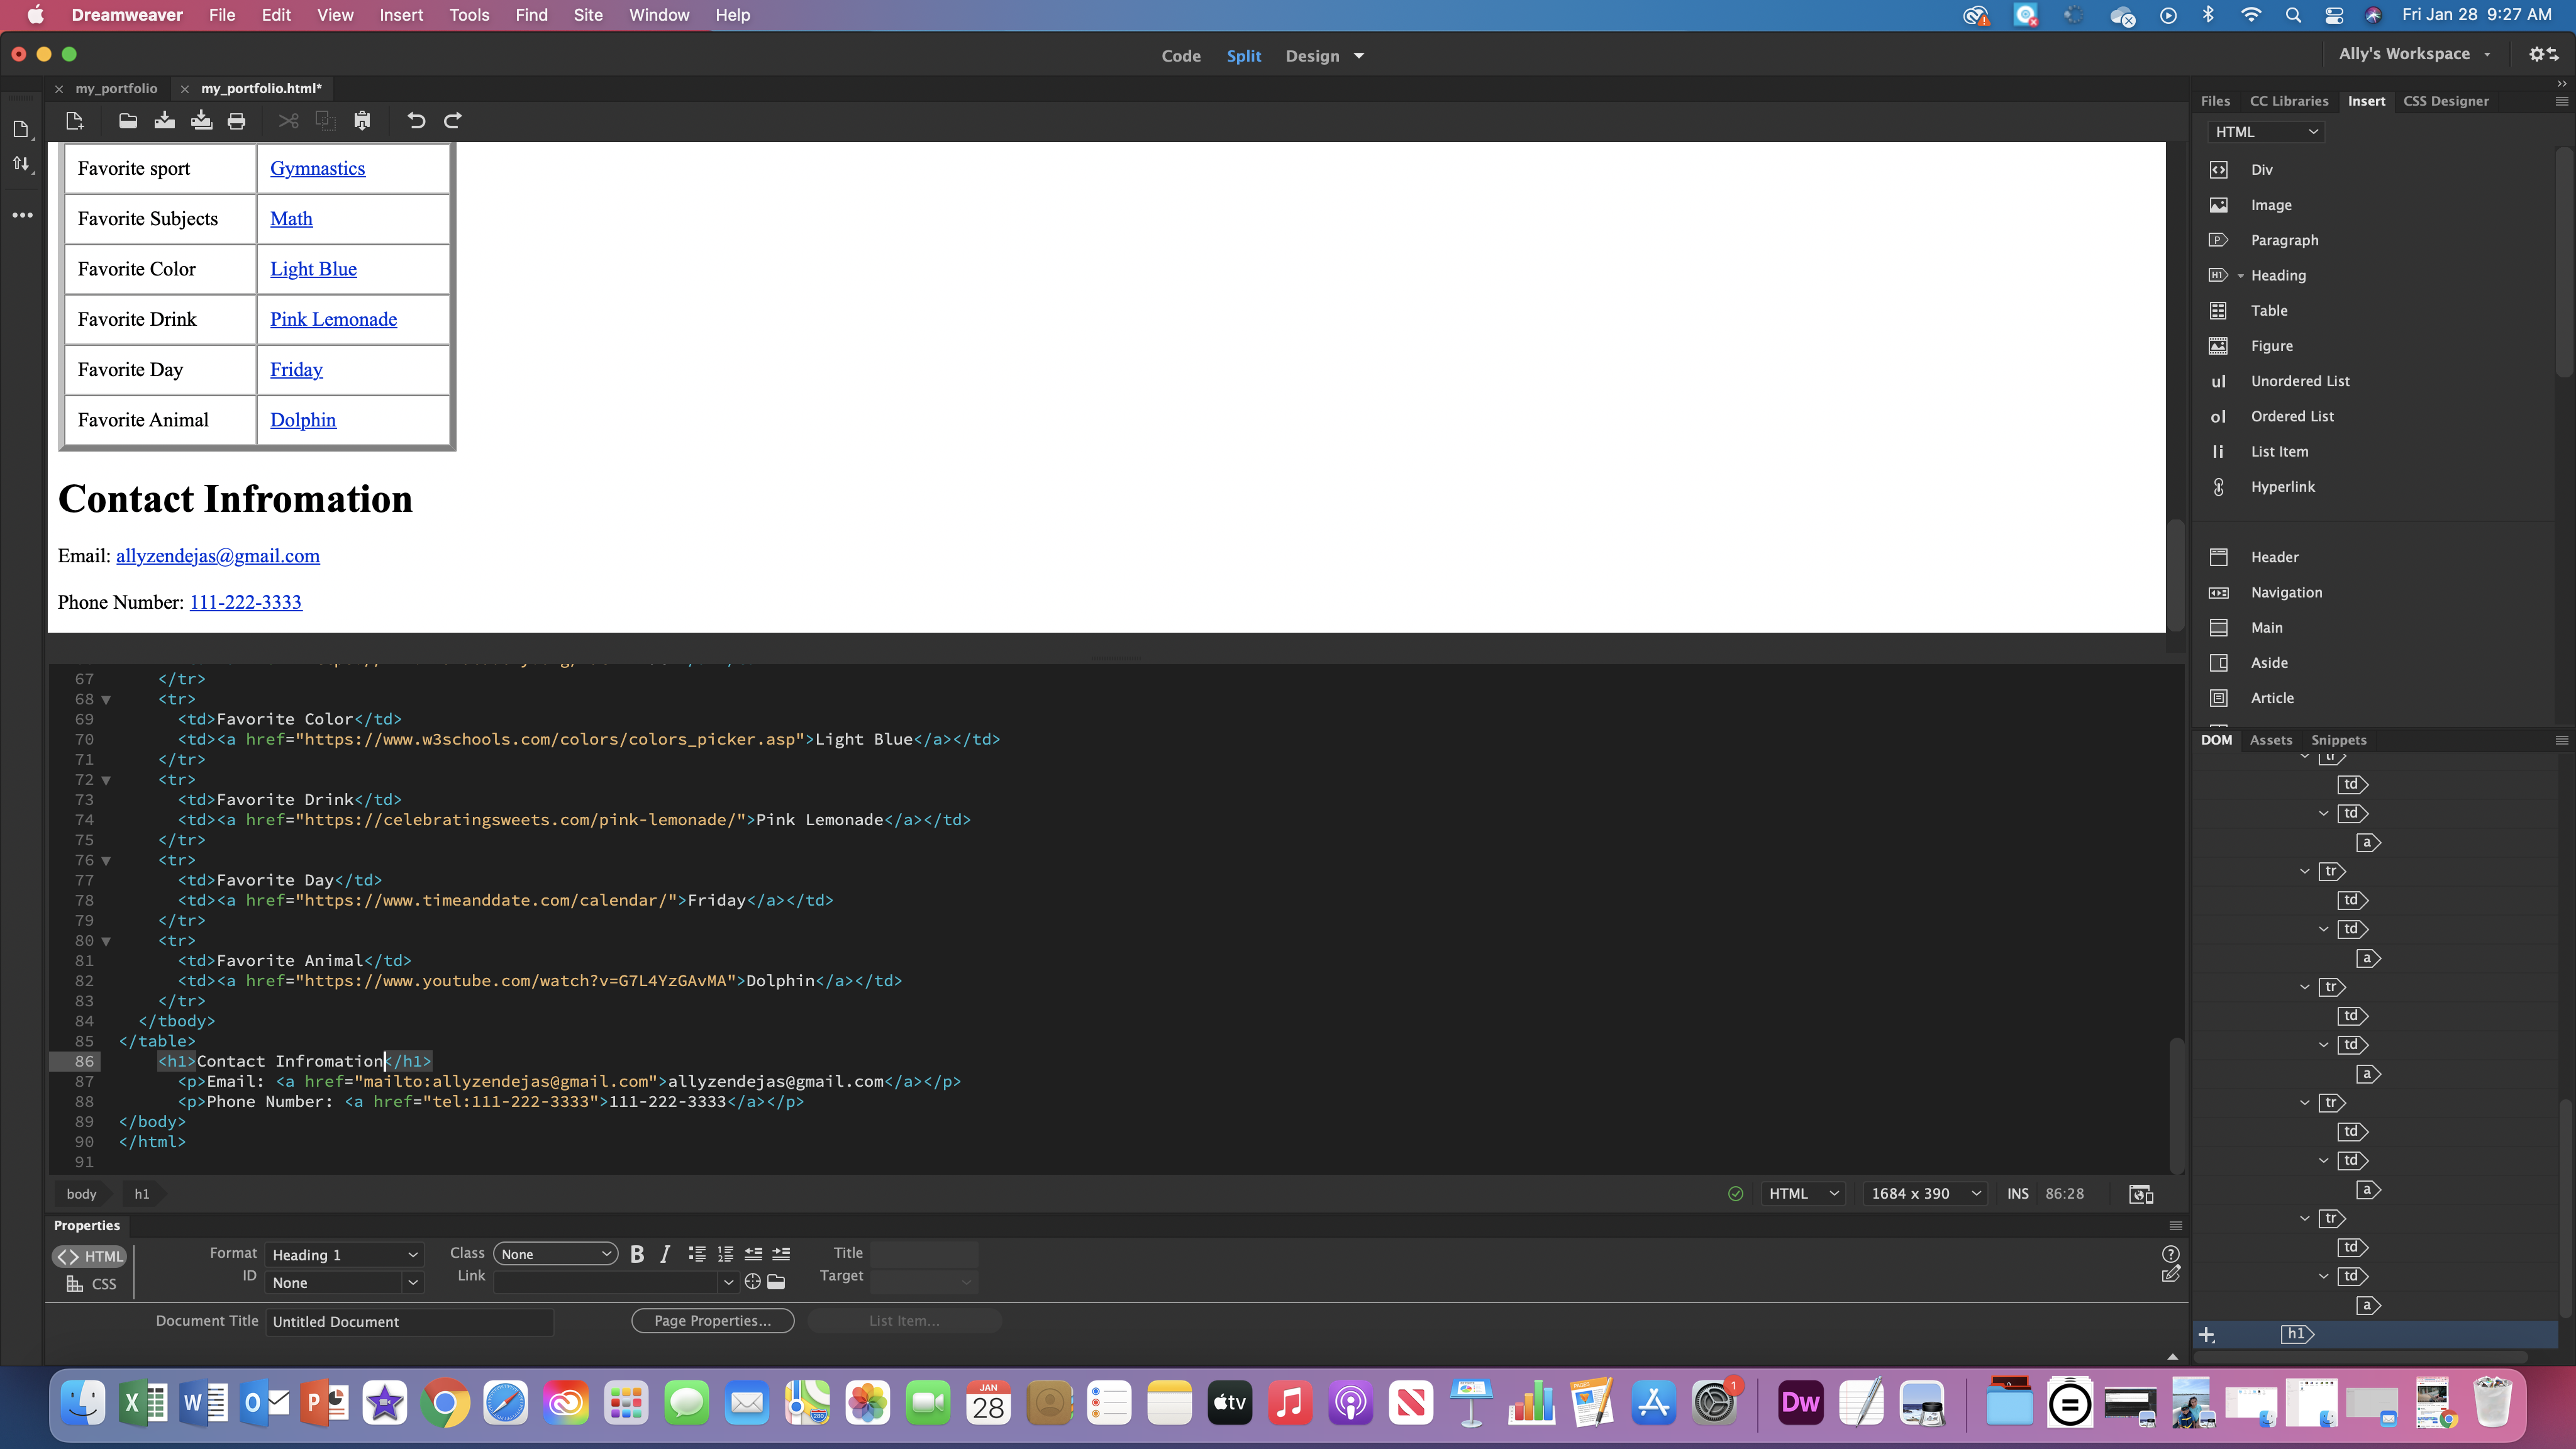 Dreamweaver File Edit View Insert Tools Find Site Window Help Fri Jan 28 9:27 AM
Code Split Design Ally's Workspace
my_portfolio my_portfolio.html*
Files CC Libraries Insert CSS Designer
HTML
Div
Image
Paragraph
Heading
Table
Figure
ul Unordered List
ol Ordered List
li List Item
Hyperlink
Header
Navigation
Main
Aside
Article
Favorite sport Gymnastics
Favorite Subjects Math
Favorite Color Light Blue
Favorite Drink Pink Lemonade
Favorite Day Friday
Favorite Animal Dolphin
Contact Infromation
Email: allyzendejas@gmail.com
Phone Number: 111-222-3333
67 </tr>
68 <tr>
69 <td>Favorite Color</td>
70 <td><a href="https://www.w3schools.com/colors/colors_picker.asp">Light Blue</a></td>
71 </tr>
72 <tr>
73 <td>Favorite Drink</td>
74 <td><a href="https://celebratingsweets.com/pink-lemonade/">Pink Lemonade</a></td>
75 </tr>
76 <tr>
77 <td>Favorite Day</td>
78 <td><a href="https://www.timeanddate.com/calendar/">Friday</a></td>
79 </tr>
80 <tr>
81 <td>Favorite Animal</td>
82 <td><a href="https://www.youtube.com/watch?v=G7L4YzGAvMA">Dolphin</a></td>
83 </tr>
84 </tbody>
85 </table>
86 <h1>Contact Infromation</h1>
87 <p>Email: <a href="mailto:allyzendejas@gmail.com">allyzendejas@gmail.com</a></p>
88 <p>Phone Number: <a href="tel:111-222-3333">111-222-3333</a></p>
89 </body>
90 </html>
91
DOM Assets Snippets
tr
td
td
a
tr
td
td
a
tr
td
td
a
tr
td
td
a
tr
td
td
a
h1
body h1 HTML 1684 x 390 INS 86:28
Properties
HTML Format Heading 1 Class None B I Title
CSS ID None Link Target
Document Title Untitled Document Page Properties... List Item...
JAN
28
tv
1
Dw